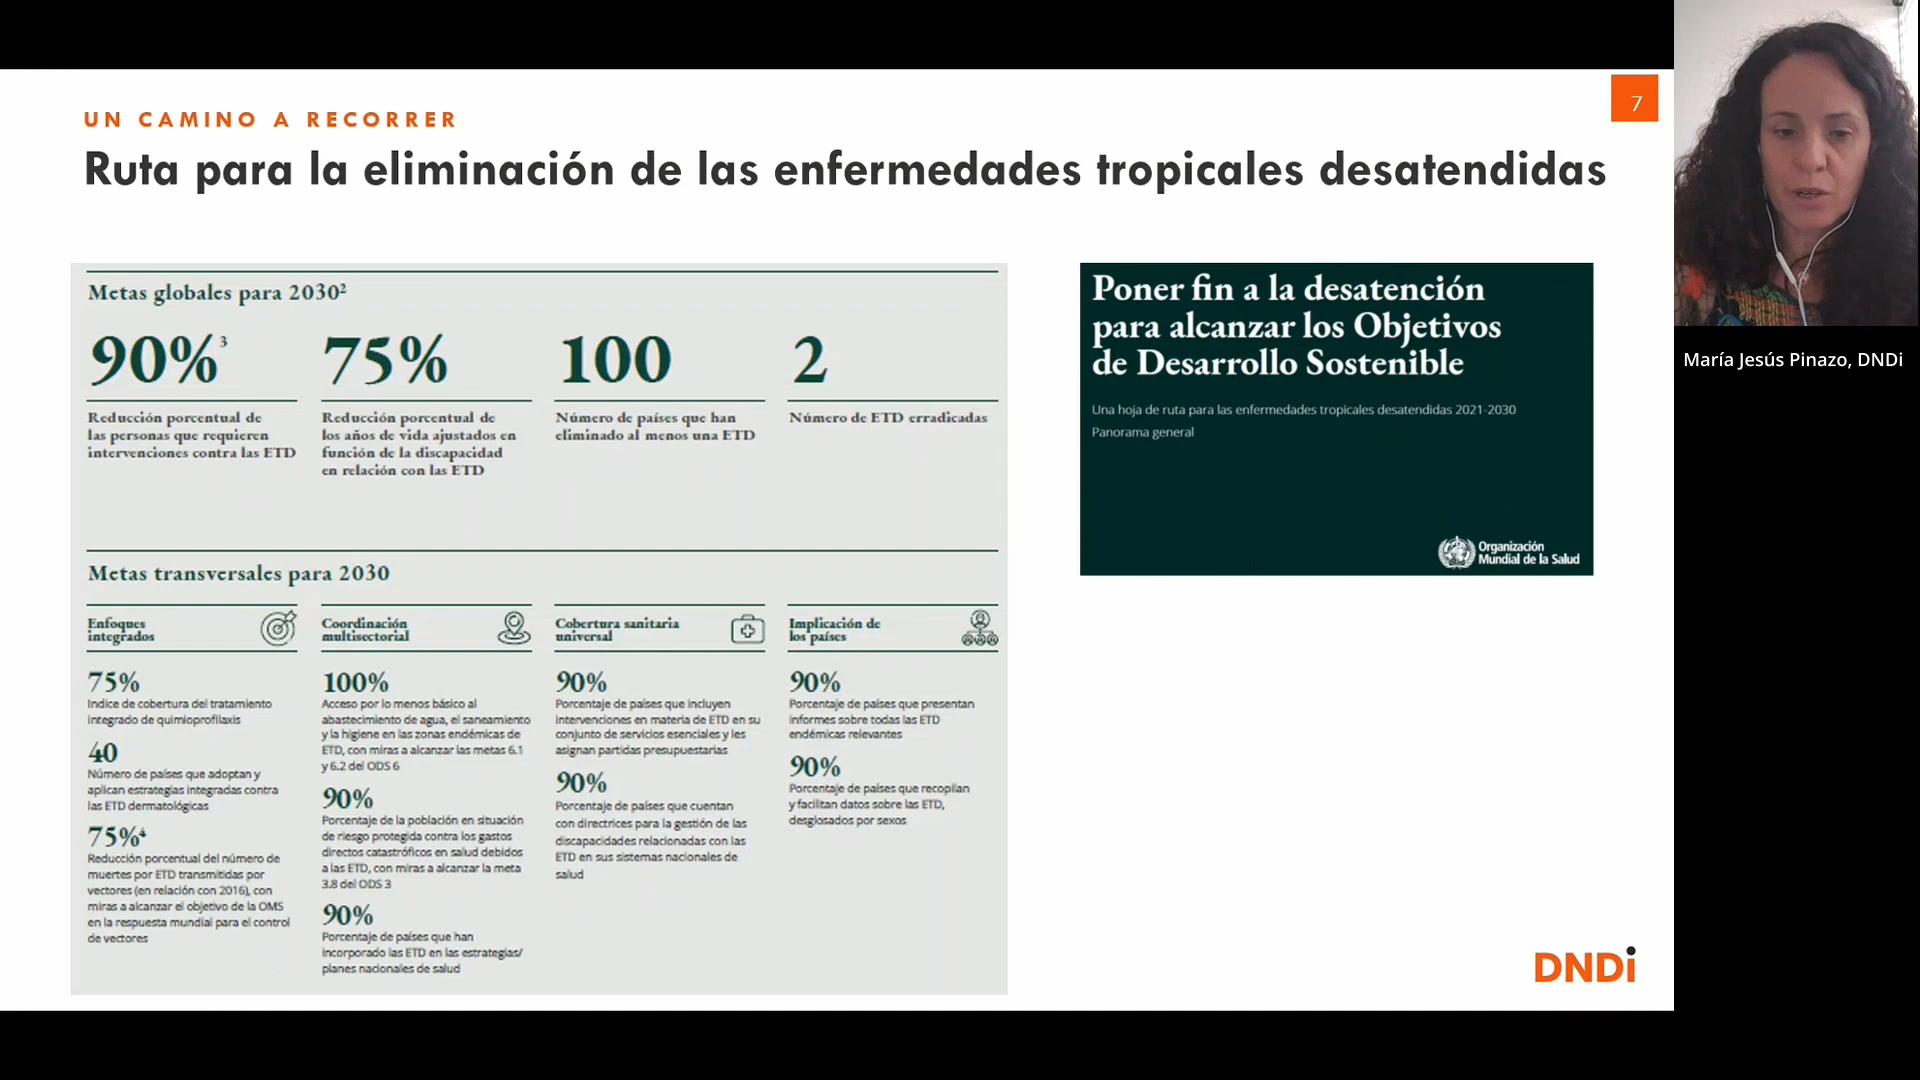 UN CAMINO A RECORRER
7
Ruta para la eliminación de las enfermedades tropicales desatendidas
Metas globales para 2030²
90%³
Reducción porcentual de
las personas que requieren
intervenciones contra las ETD
75%
Reducción porcentual de
los años de vida ajustados en
función de la discapacidad
en relación con las ETD
100
Número de países que han
eliminado al menos una ETD
2
Número de ETD erradicadas
Metas transversales para 2030
Enfoques
integrados
75%
Indice de cobertura del tratamiento
integrado de quimioprofilaxis
40
Número de países que adoptan y
aplican estrategias integradas contra
las ETD dermatológicas
75%⁴
Reducción porcentual del número de
muertes por ETD transmitidas por
vectores (en relación con 2016), con
miras a alcanzar el objetivo de la OMS
en la respuesta mundial para el control
de vectores
Coordinación
multisectorial
100%
Acceso por lo menos básico al
abastecimiento de agua, el saneamiento
y la higiene en las zonas endémicas de
ETD, con miras a alcanzar las metas 6.1
y 6.2 del ODS 6
90%
Porcentaje de la población en situación
de riesgo protegida contra los gastos
directos catastróficos en salud debidos
a las ETD, con miras a alcanzar la meta
3.8 del ODS 3
90%
Porcentaje de países que han
incorporado las ETD en las estrategias/
planes nacionales de salud
Cobertura sanitaria
universal
90%
Porcentaje de países que incluyen
intervenciones en materia de ETD en su
conjunto de servicios esenciales y les
asignan partidas presupuestarias
90%
Porcentaje de países que cuentan
con directrices para la gestión de las
discapacidades relacionadas con las
ETD en sus sistemas nacionales de
salud
Implicación de
los países
90%
Porcentaje de países que presentan
informes sobre todas las ETD
endémicas relevantes
90%
Porcentaje de países que recopilan
y facilitan datos sobre las ETD,
desglosados por sexos
Poner fin a la desatención
para alcanzar los Objetivos
de Desarrollo Sostenible
Una hoja de ruta para las enfermedades tropicales desatendidas 2021-2030
Panorama general
Organización
Mundial de la Salud
DNDi
María Jesús Pinazo, DNDi